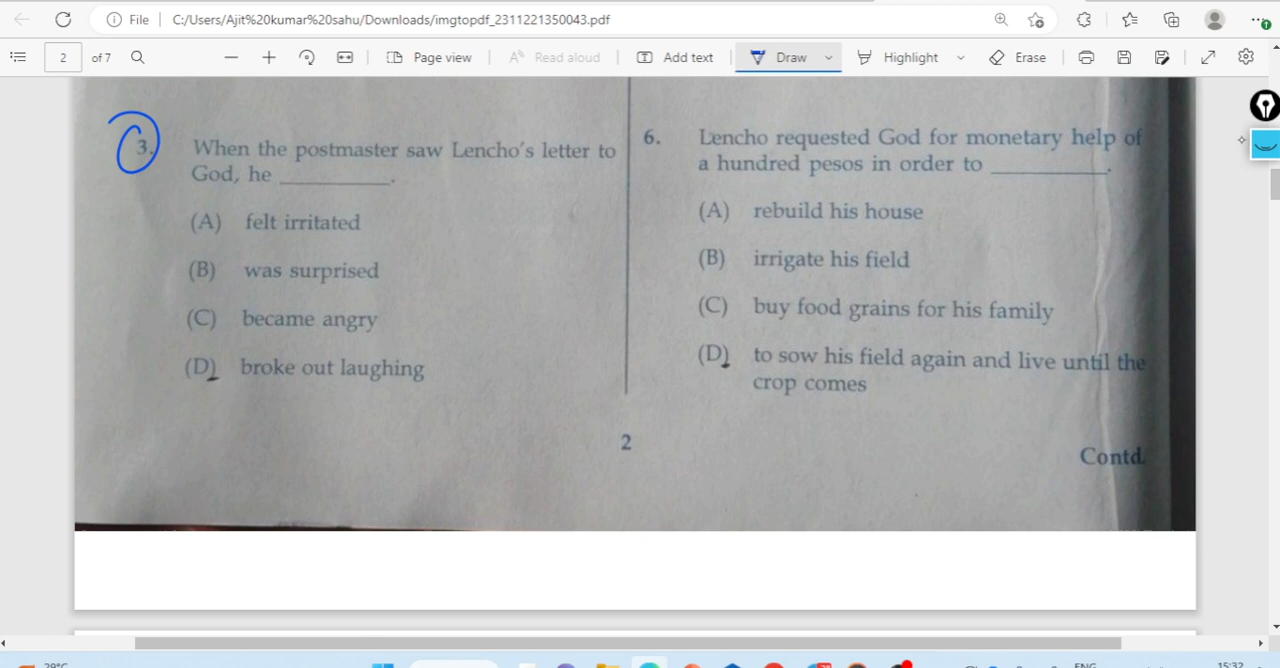 File
C:/Users/Ajit%20kumar%20sahu/Downloads/imgtopdf_2311221350043.pdf
2 of 7
Page view
Read aloud
Add text
Draw
Highlight
Erase
3. When the postmaster saw Lencho's letter to
God, he __________.
(A) felt irritated
(B) was surprised
(C) became angry
(D) broke out laughing
6. Lencho requested God for monetary help of
a hundred pesos in order to __________.
(A) rebuild his house
(B) irrigate his field
(C) buy food grains for his family
(D) to sow his field again and live until the
crop comes
2
Contd.
29°C
ENG
15:32